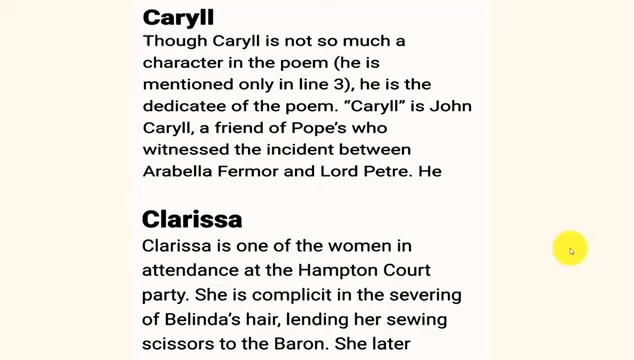 Caryll
Though Caryll is not so much a
character in the poem (he is
mentioned only in line 3), he is the
dedicatee of the poem. “Caryll” is John
Caryll, a friend of Pope’s who
witnessed the incident between
Arabella Fermor and Lord Petre. He
Clarissa
Clarissa is one of the women in
attendance at the Hampton Court
party. She is complicit in the severing
of Belinda’s hair, lending her sewing
scissors to the Baron. She later